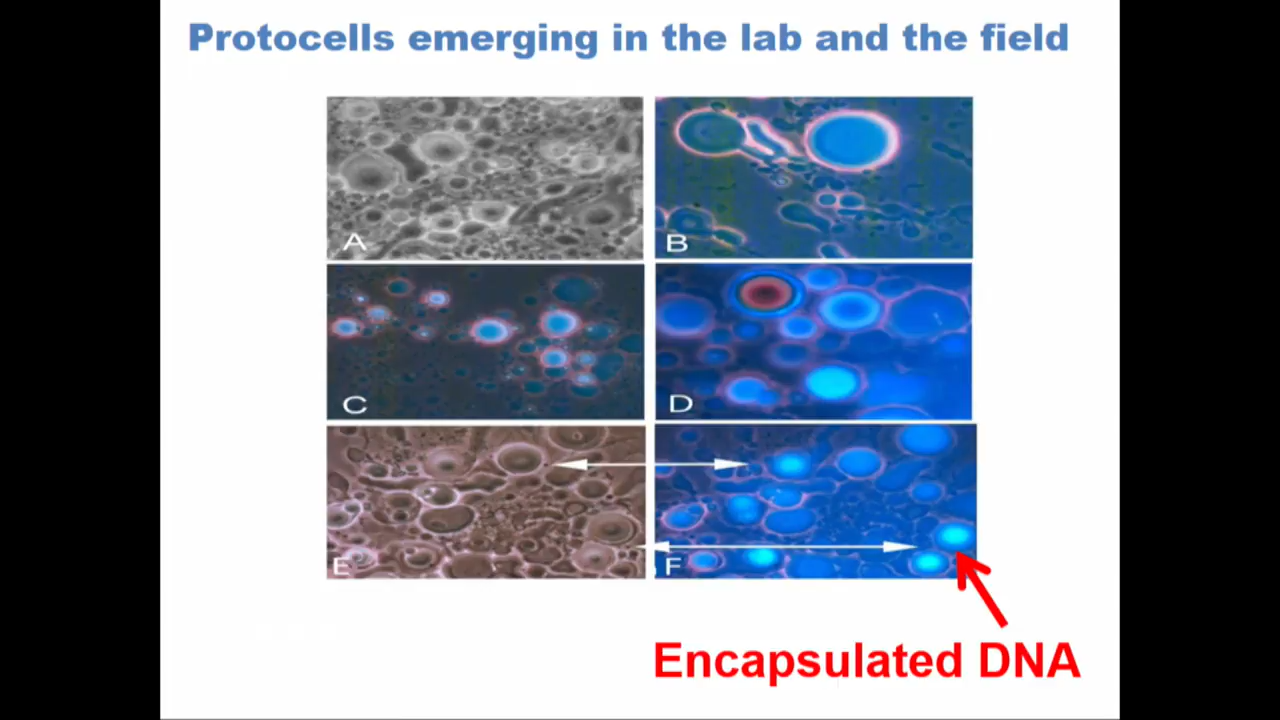 Protocells emerging in the lab and the field
A
B
C
D
E
F
Encapsulated DNA